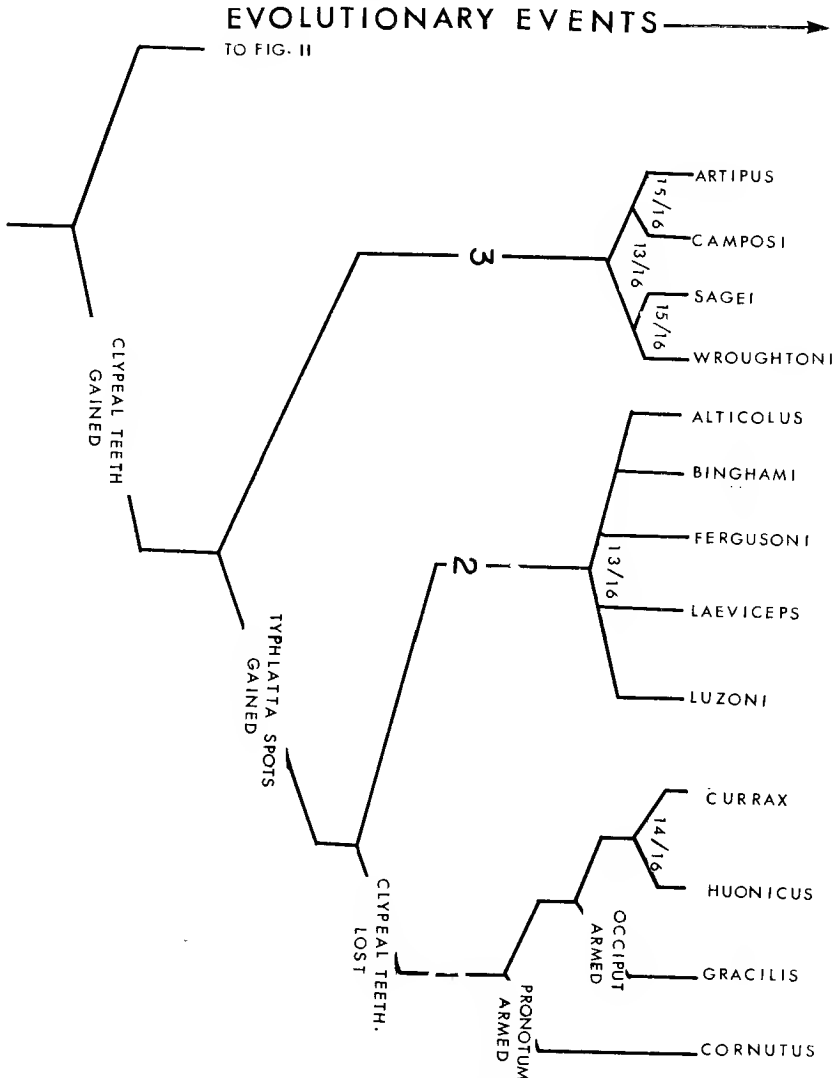 EVOLUTIONARY EVENTS
TO FIG. II
ARTIPUS
15/16
CAMPOSI
3
13/16
SAGEI
15/16
WROUGHTONI
CLYPEAL TEETH
GAINED
ALTICOLUS
BINGHAMI
FERGUSONI
2
13/16
LAEVICEPS
LUZONI
TYPHLATTA SPOTS
GAINED
CURRAX
14/16
HUONICUS
CLYPEAL TEETH.
LOST
OCCIPUT
ARMED
GRACILIS
PRONOTUM
ARMED
CORNUTUS